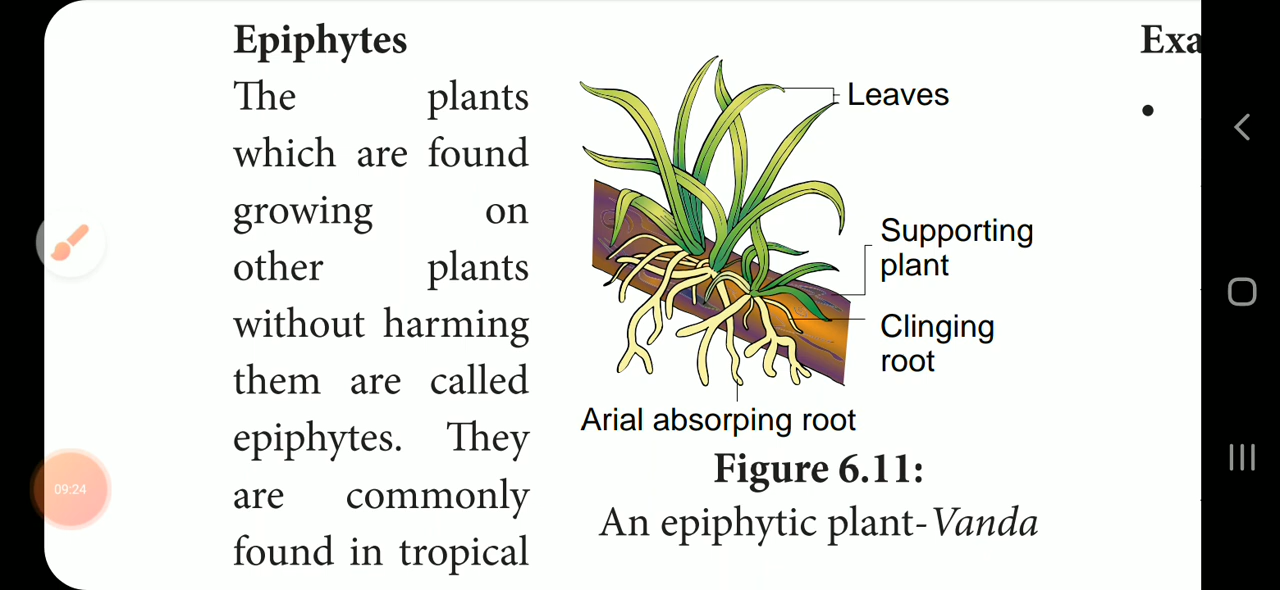 Epiphytes
The plants
which are found
growing on
other plants
without harming
them are called
epiphytes. They
are commonly
found in tropical
Leaves
Supporting
plant
Clinging
root
Arial absorping root
Figure 6.11:
An epiphytic plant-Vanda
Exa
•
09:24